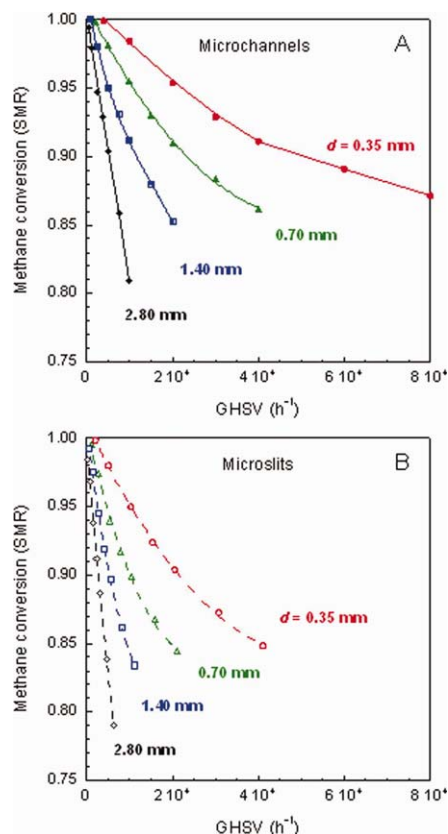 1.00
A
Microchannels
0.95
d = 0.35 mm
0.90
0.70 mm
0.85
1.40 mm
0.80
2.80 mm
0.75
0 2 10⁴ 4 10⁴ 6 10⁴ 8 10⁴
GHSV (h⁻¹)
Methane conversion (SMR)
1.00
B
Microslits
0.95
0.90
d = 0.35 mm
0.85
0.70 mm
1.40 mm
0.80
2.80 mm
0.75
0 2 10⁴ 4 10⁴ 6 10⁴ 8 10⁴
GHSV (h⁻¹)
Methane conversion (SMR)